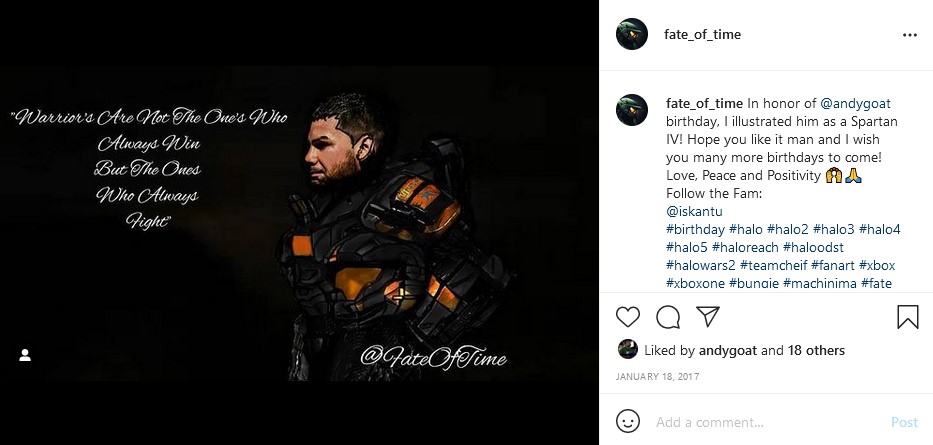 "Warrior's Are Not The One's Who
Always Win
But The Ones
Who Always
Fight"
@FateOfTime
fate_of_time
fate_of_time In honor of @andygoat
birthday, I illustrated him as a Spartan
IV! Hope you like it man and I wish
you many more birthdays to come!
Love, Peace and Positivity 🙌🙏
Follow the Fam:
@iskantu
#birthday #halo #halo2 #halo3 #halo4
#halo5 #haloreach #haloodst
#halowars2 #teamcheif #fanart #xbox
#xboxone #bungie #machinima #fate
Liked by andygoat and 18 others
JANUARY 18, 2017
Add a comment...
Post